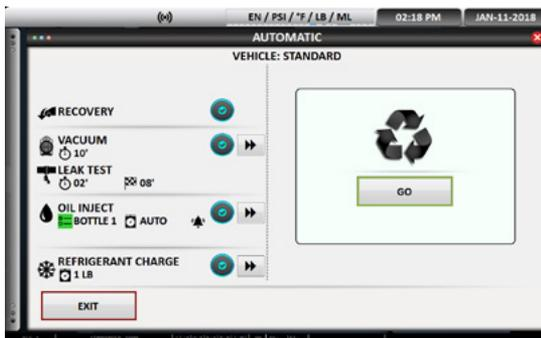 EN / PSI / °F / LB / ML
02:18 PM
JAN-11-2018
AUTOMATIC
VEHICLE: STANDARD
RECOVERY
VACUUM
10'
LEAK TEST
02' 08'
OIL INJECT
BOTTLE 1 AUTO
REFRIGERANT CHARGE
1 LB
GO
EXIT